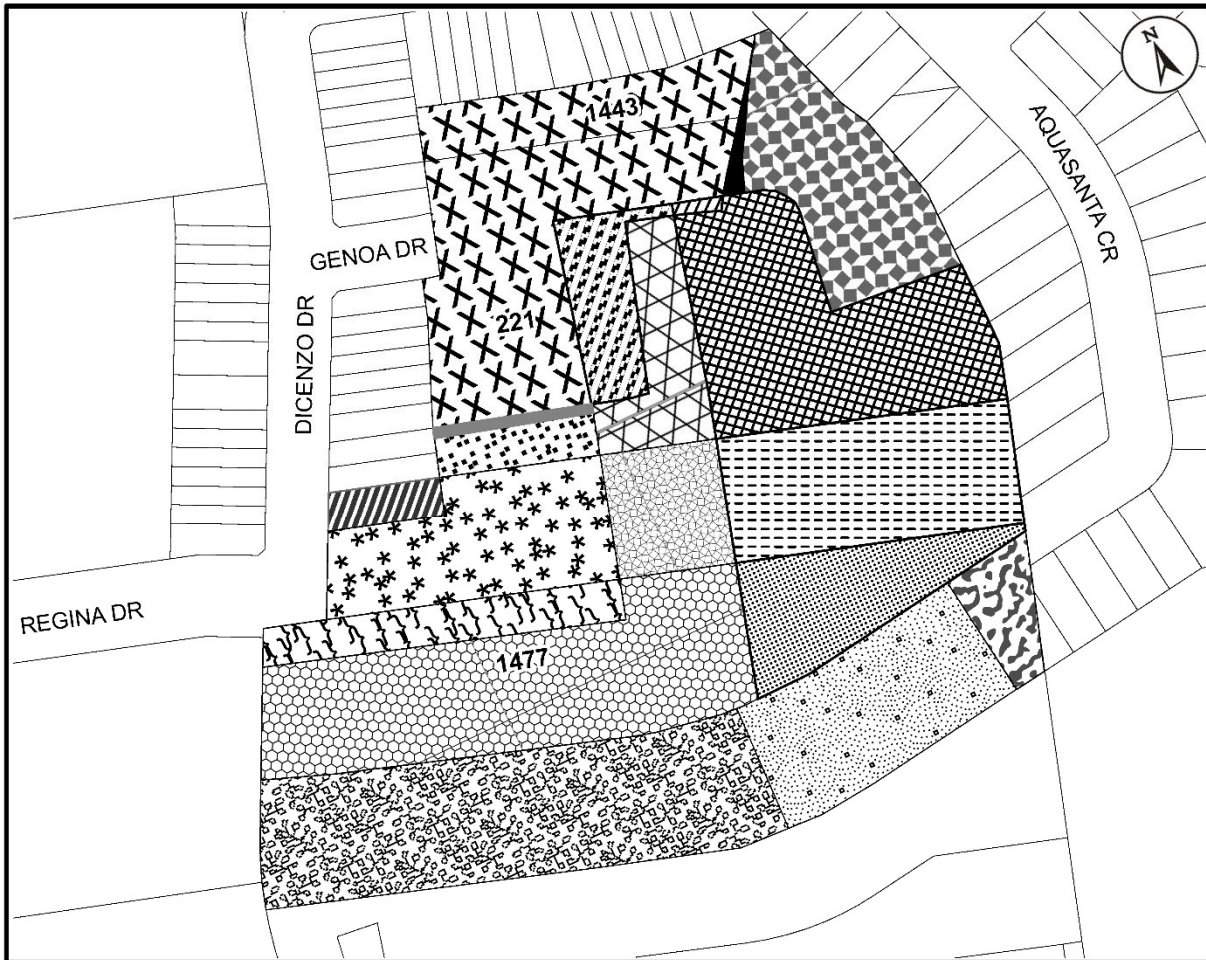 N
AQUASANTA CR
1443
GENOA DR
221
DICENZO DR
REGINA DR
1477